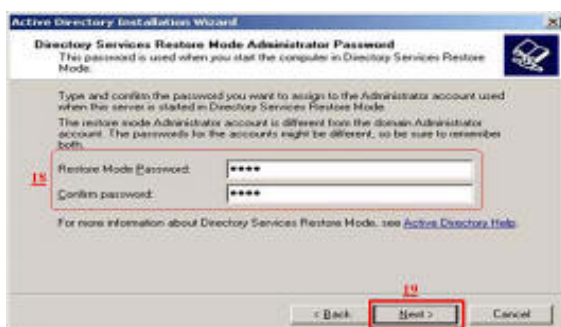 Active Directory Installation Wizard
Directory Services Restore Mode Administrator Password
This password is used when you start the computer in Directory Services Restore
Mode.
Type and confirm the password you want to assign to the Administrator account used
when this server is started in Directory Services Restore Mode.
The restore mode Administrator account is different from the domain Administrator
account. The passwords for the accounts might be different, so be sure to remember
both.
18
Restore Mode Password: ••••
Confirm password: ••••
For more information about Directory Services Restore Mode, see Active Directory Help.
19
< Back
Next >
Cancel